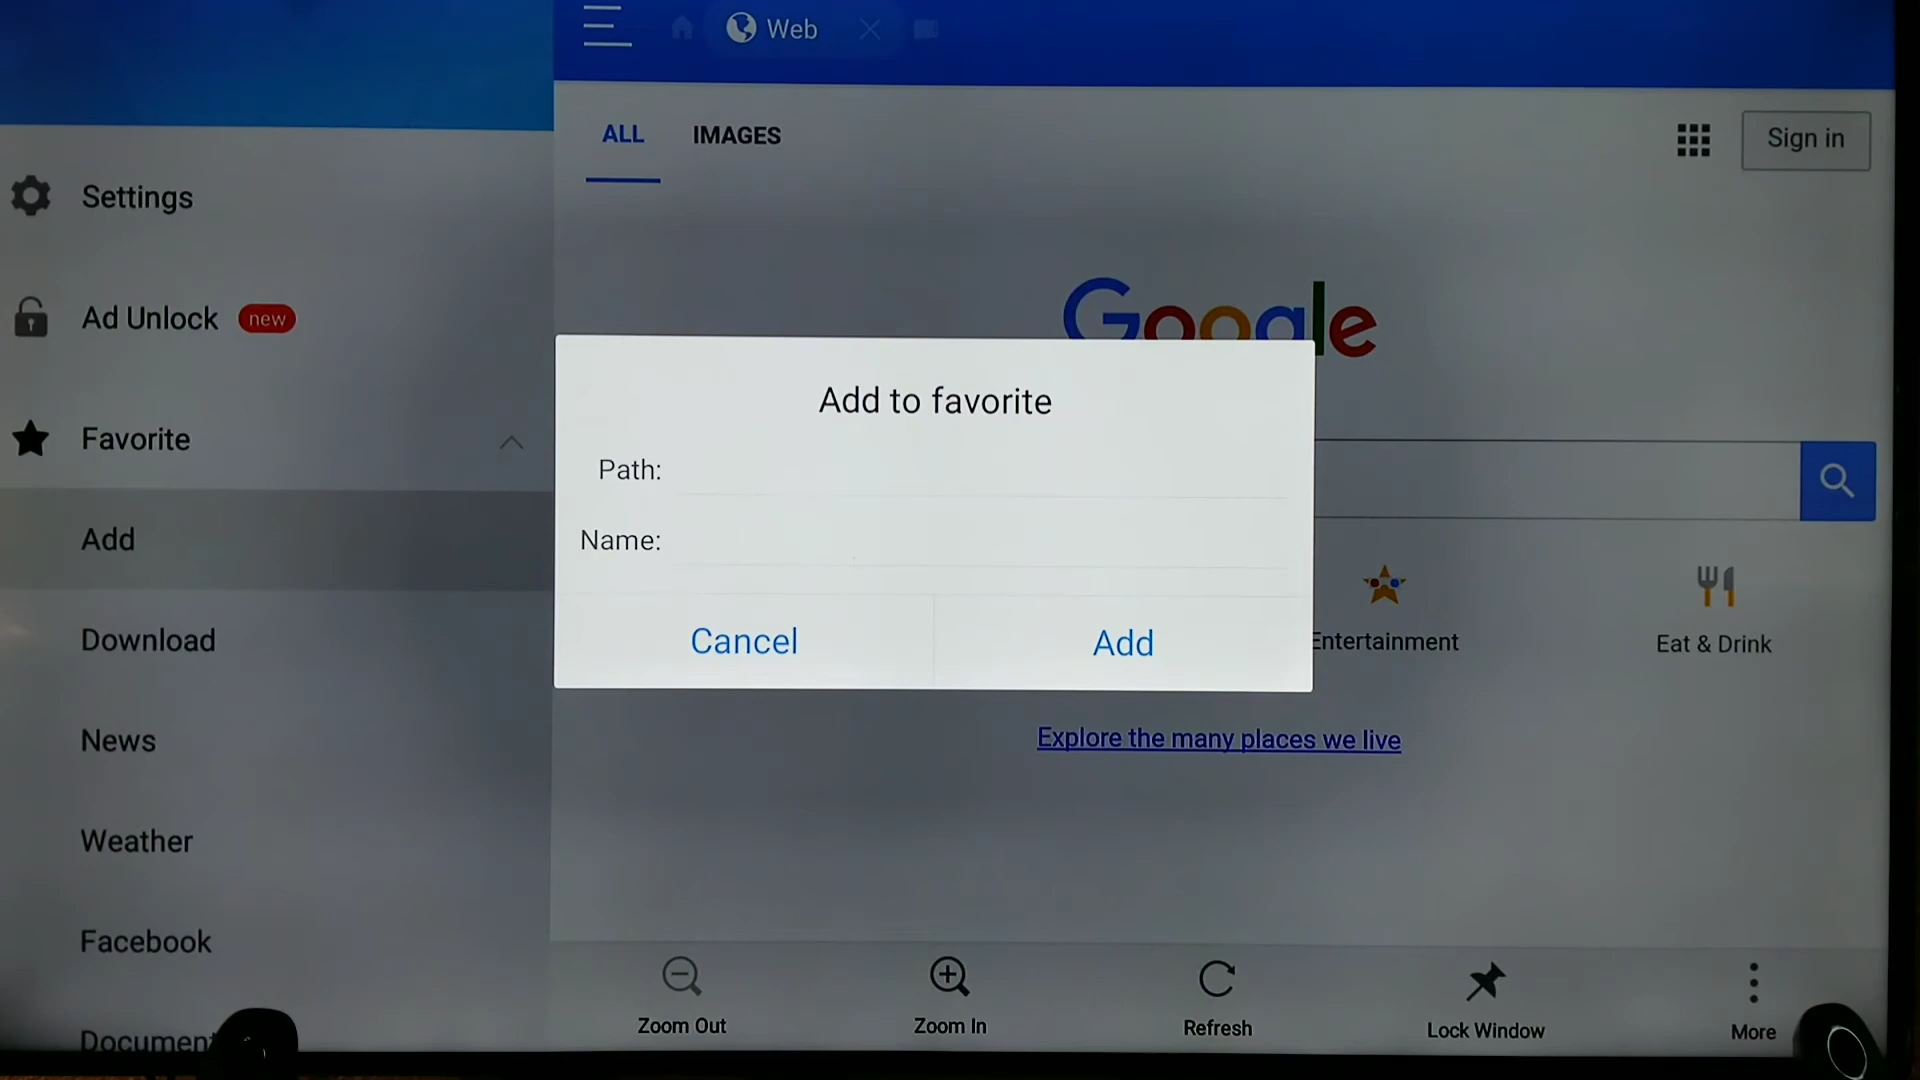 Web
ALL IMAGES
Sign in
Settings
Ad Unlock new
Favorite
Add
Download
News
Weather
Facebook
Document
Google
Add to favorite
Path:
Name:
Cancel Add
Entertainment
Eat & Drink
Explore the many places we live
Zoom Out
Zoom In
Refresh
Lock Window
More